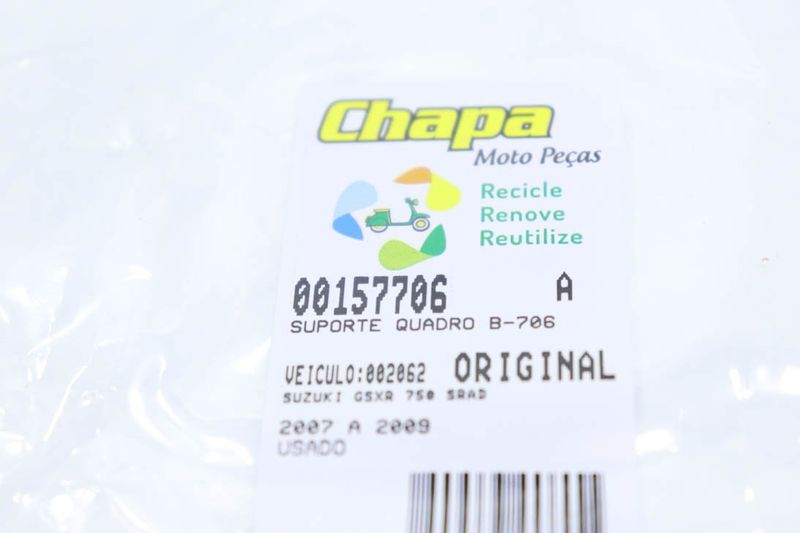 Chapa
Moto Peças
Recicle
Renove
Reutilize
00157706 A
SUPORTE QUADRO B-706
VEICULO:002062 ORIGINAL
SUZUKI GSXR 750 SRAD
2007 A 2009
USADO